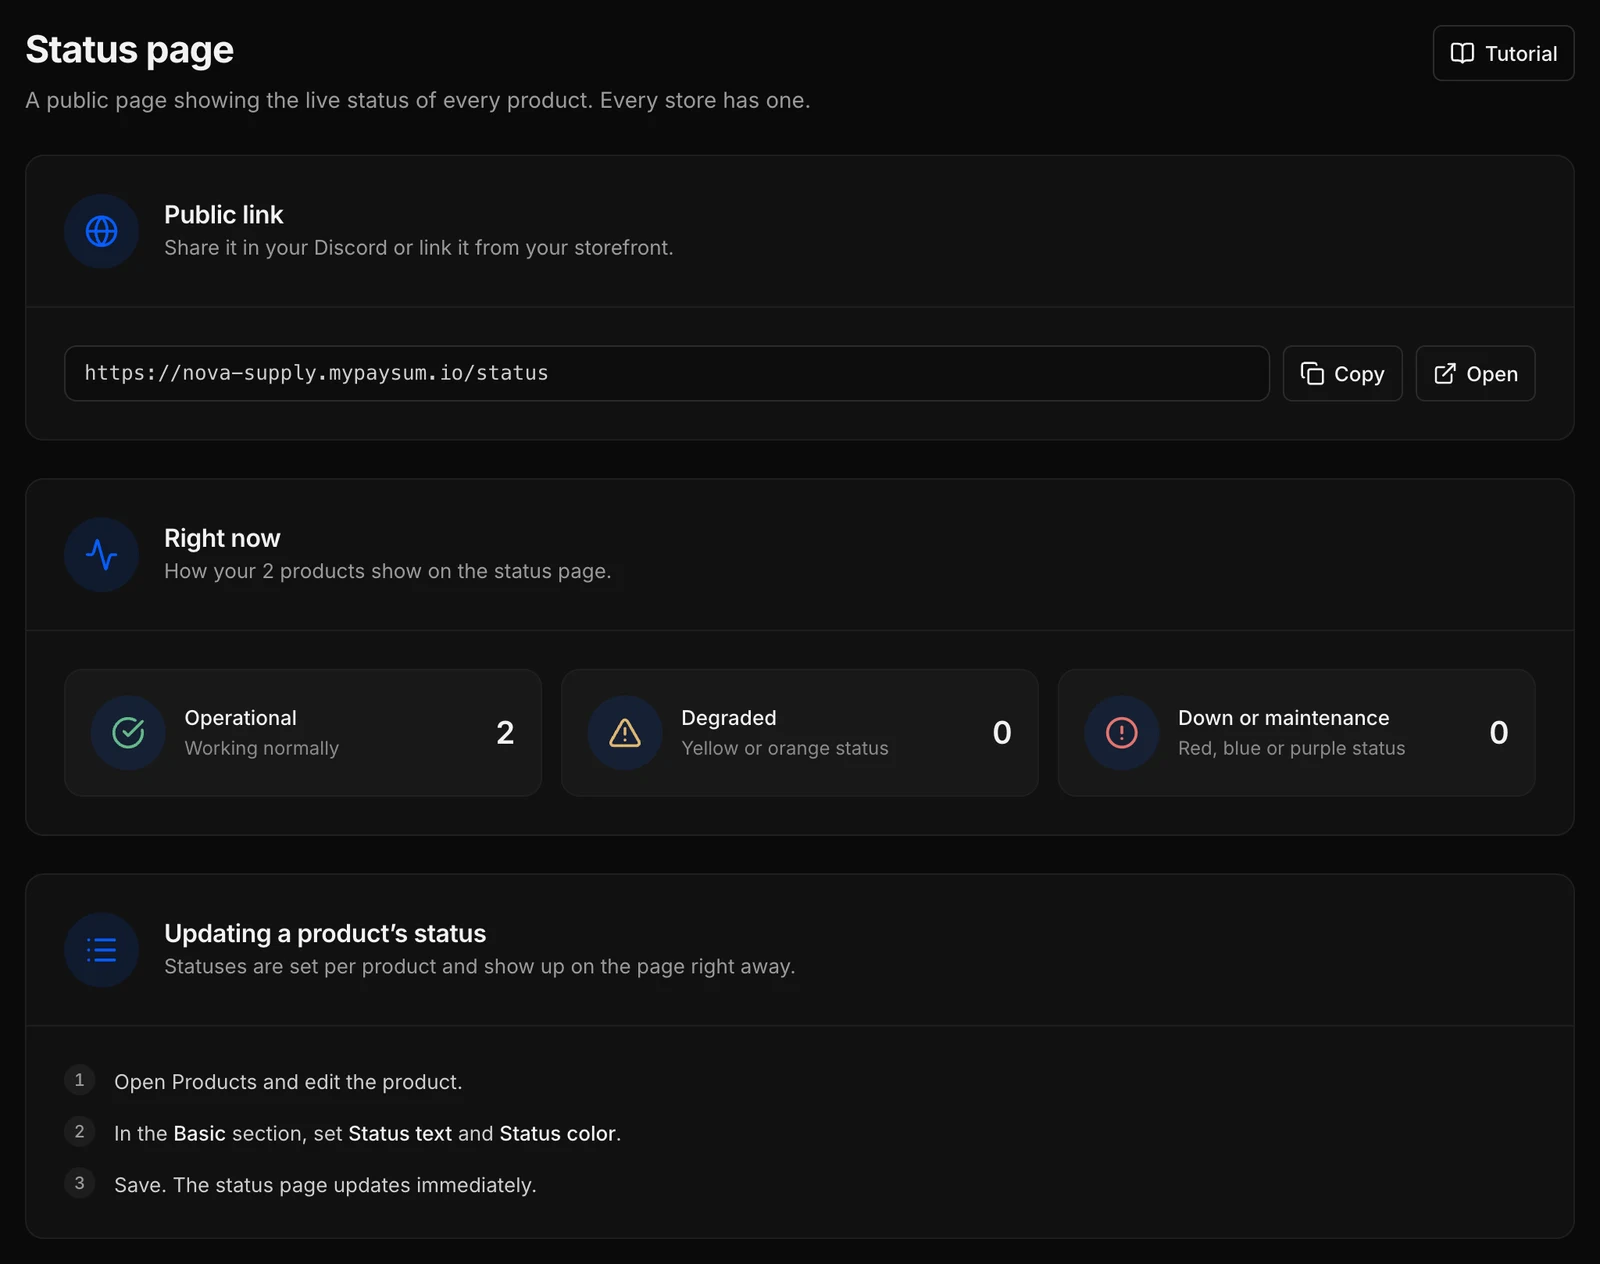 Status page
Tutorial
A public page showing the live status of every product. Every store has one.
Public link
Share it in your Discord or link it from your storefront.
https://nova-supply.mypaysum.io/status
Copy
Open
Right now
How your 2 products show on the status page.
Operational
Working normally
2
Degraded
Yellow or orange status
0
Down or maintenance
Red, blue or purple status
0
Updating a product’s status
Statuses are set per product and show up on the page right away.
1 Open Products and edit the product.
2 In the Basic section, set Status text and Status color.
3 Save. The status page updates immediately.